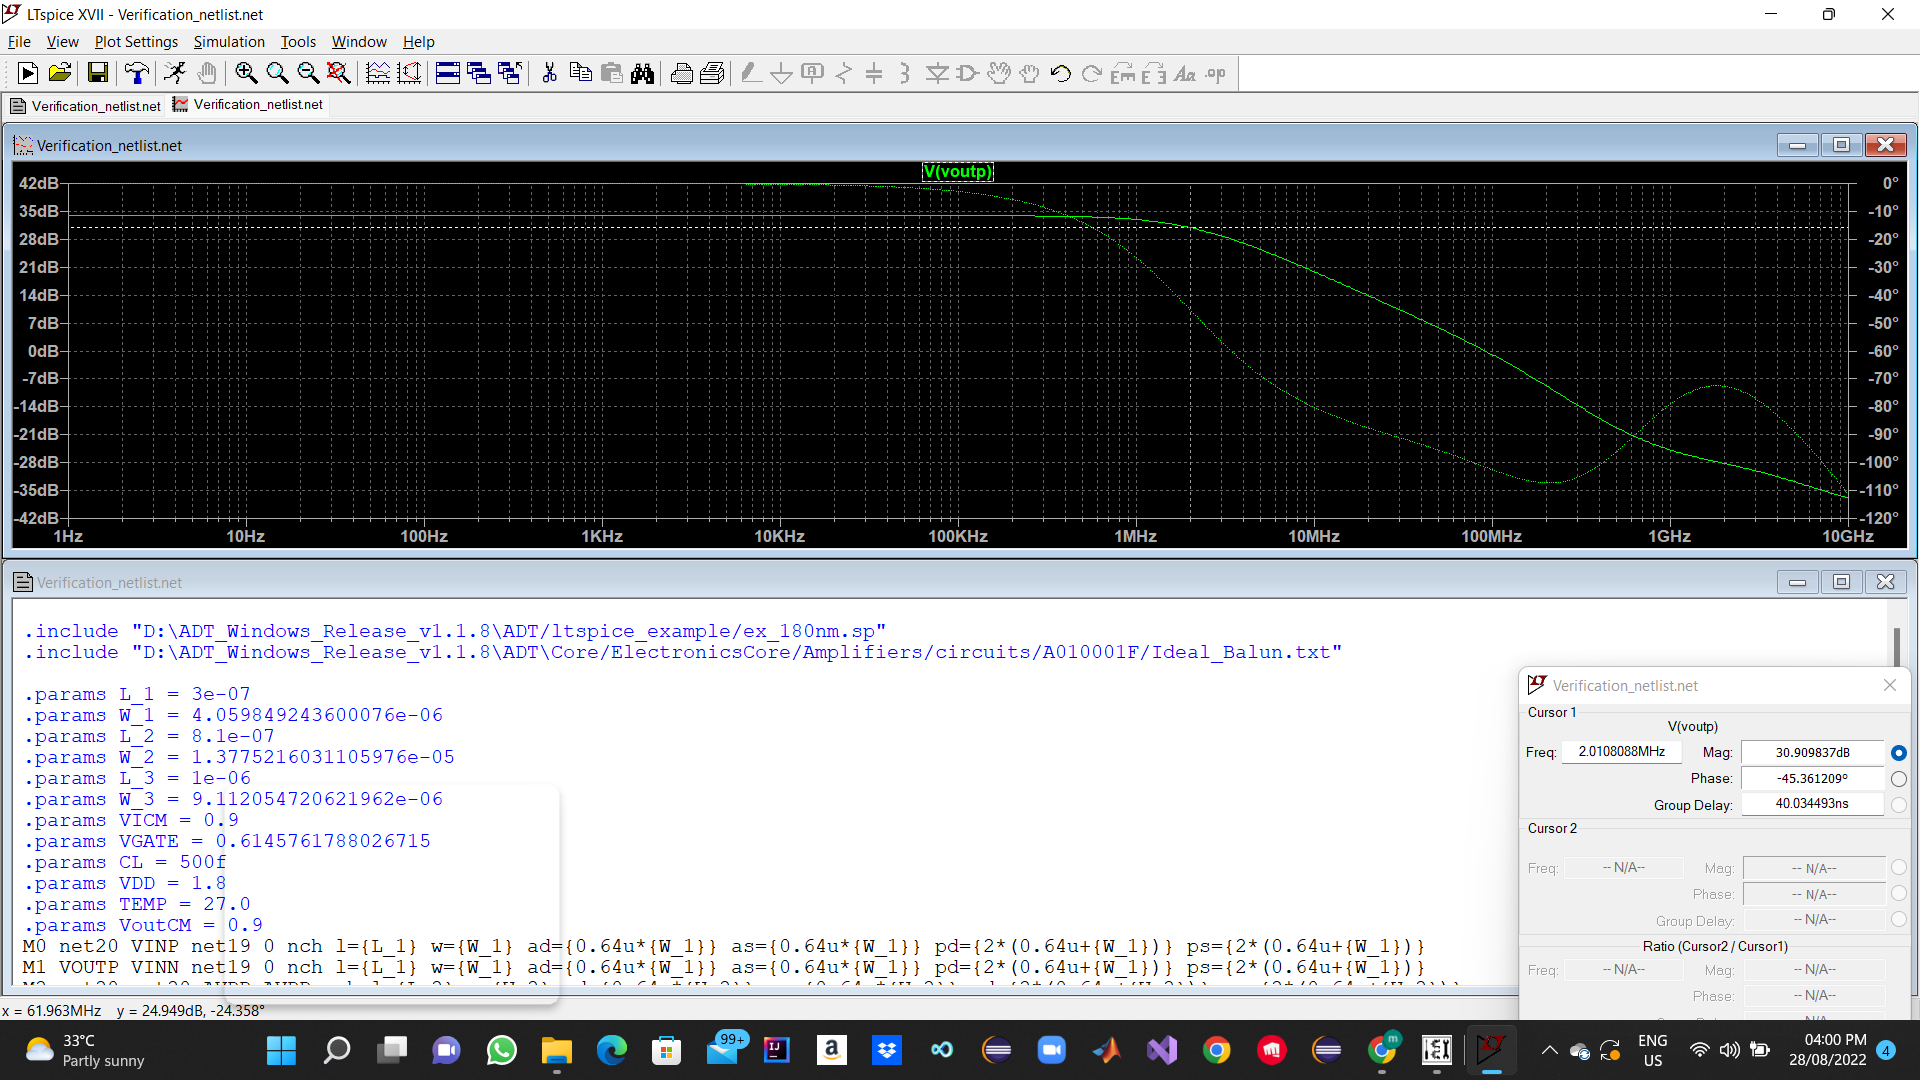 LTspice XVII - Verification_netlist.net
File View Plot Settings Simulation Tools Window Help
Verification_netlist.net Verification_netlist.net
Verification_netlist.net
V(voutp)
42dB 0°
35dB -10°
28dB -20°
21dB -30°
14dB -40°
7dB -50°
0dB -60°
-7dB -70°
-14dB -80°
-21dB -90°
-28dB -100°
-35dB -110°
-42dB -120°
1Hz 10Hz 100Hz 1KHz 10KHz 100KHz 1MHz 10MHz 100MHz 1GHz 10GHz
Verification_netlist.net
.include "D:\ADT_Windows_Release_v1.1.8\ADT/ltspice_example/ex_180nm.sp"
.include "D:\ADT_Windows_Release_v1.1.8\ADT\Core/ElectronicsCore/Amplifiers/circuits/A010001F/Ideal_Balun.txt"
.params L_1 = 3e-07
.params W_1 = 4.059849243600076e-06
.params L_2 = 8.1e-07
.params W_2 = 1.3775216031105976e-05
.params L_3 = 1e-06
.params W_3 = 9.112054720621962e-06
.params VICM = 0.9
.params VGATE = 0.6145761788026715
.params CL = 500f
.params VDD = 1.8
.params TEMP = 27.0
.params VoutCM = 0.9
M0 net20 VINP net19 0 nch l={L_1} w={W_1} ad={0.64u*{W_1}} as={0.64u*{W_1}} pd={2*(0.64u+{W_1})} ps={2*(0.64u+{W_1})}
M1 VOUTP VINN net19 0 nch l={L_1} w={W_1} ad={0.64u*{W_1}} as={0.64u*{W_1}} pd={2*(0.64u+{W_1})} ps={2*(0.64u+{W_1})}
Verification_netlist.net
Cursor 1
V(voutp)
Freq: 2.0108088MHz Mag: 30.909837dB
Phase: -45.361209º
Group Delay: 40.034493ns
Cursor 2
Freq: -- N/A-- Mag: -- N/A--
Phase: -- N/A--
Group Delay: -- N/A--
Ratio (Cursor2 / Cursor1)
Freq: -- N/A-- Mag: -- N/A--
Phase: -- N/A--
x = 61.963MHz y = 24.949dB, -24.358°
33°C
Partly sunny
99+
ENG
US
04:00 PM
28/08/2022
4